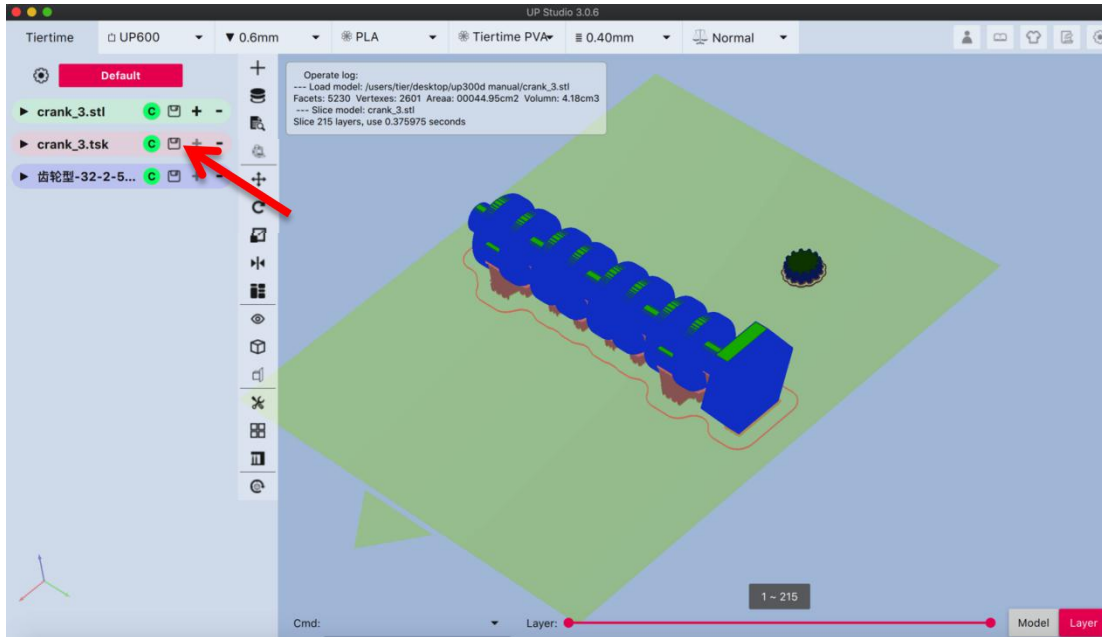 UP Studio 3.0.6
Tiertime UP600 0.6mm PLA Tiertime PVA 0.40mm Normal
Default
Operate log:
--- Load model: /users/tier/desktop/up300d manual/crank_3.stl
Facets: 5230 Vertexes: 2601 Areaa: 00044.95cm2 Volumn: 4.18cm3
--- Slice model: crank_3.stl
Slice 215 layers, use 0.375975 seconds
crank_3.stl C + -
crank_3.tsk C + -
齿轮型-32-2-5... C + -
1 ~ 215
Cmd: Layer: Model Layer